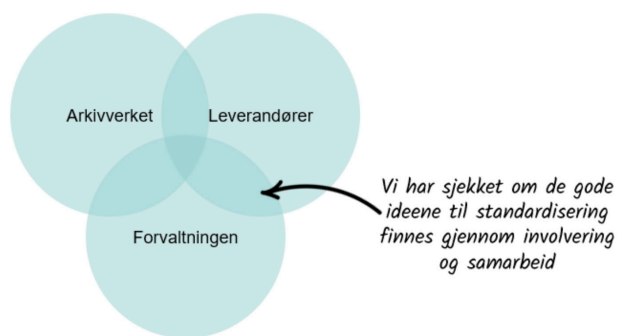 Arkivverket
Leverandører
Forvaltningen
Vi har sjekket om de gode
ideene til standardisering
finnes gjennom involvering
og samarbeid